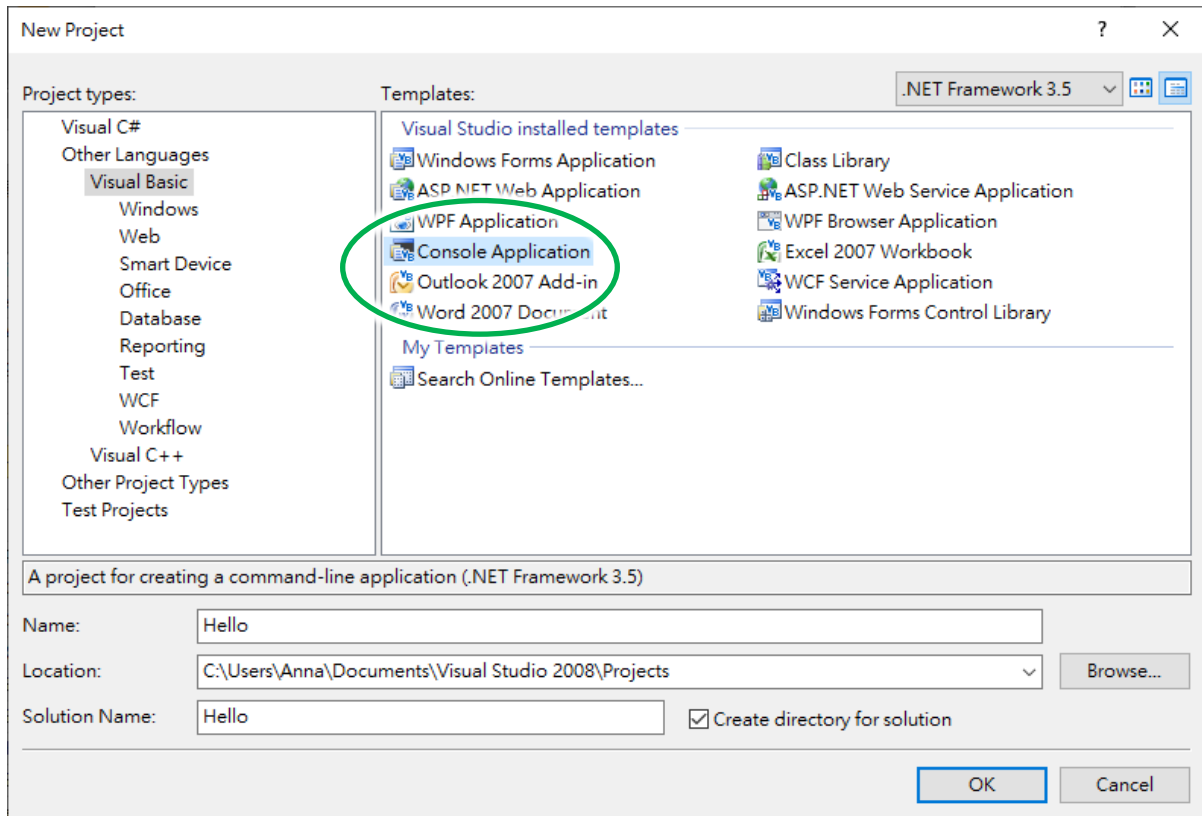 New Project
Project types:
Templates:
.NET Framework 3.5
Visual C#
Other Languages
Visual Basic
Windows
Web
Smart Device
Office
Database
Reporting
Test
WCF
Workflow
Visual C++
Other Project Types
Test Projects
Visual Studio installed templates
Windows Forms Application
Class Library
ASP.NET Web Application
ASP.NET Web Service Application
WPF Application
WPF Browser Application
Console Application
Excel 2007 Workbook
Outlook 2007 Add-in
WCF Service Application
Word 2007 Document
Windows Forms Control Library
My Templates
Search Online Templates...
A project for creating a command-line application (.NET Framework 3.5)
Name:
Hello
Location:
C:\Users\Anna\Documents\Visual Studio 2008\Projects
Browse...
Solution Name:
Hello
Create directory for solution
OK
Cancel